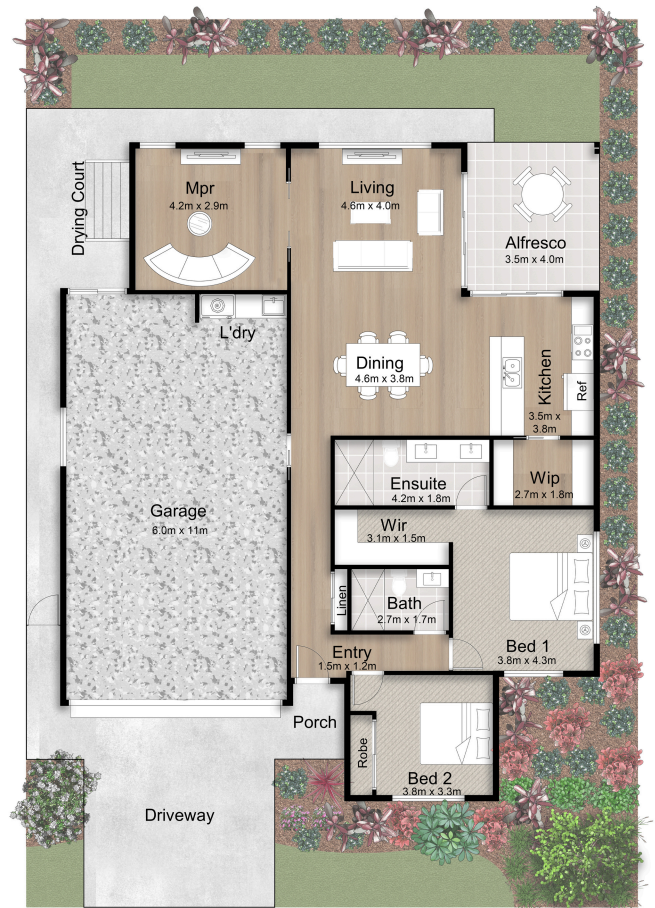 Drying Court
Mpr
4.2m x 2.9m
Living
4.6m x 4.0m
Alfresco
3.5m x 4.0m
L'dry
Dining
4.6m x 3.8m
Kitchen
3.5m x
3.8m
Ref
Garage
6.0m x 11m
Ensuite
4.2m x 1.8m
Wip
2.7m x 1.8m
Wir
3.1m x 1.5m
Linen
Bath
2.7m x 1.7m
Bed 1
3.8m x 4.3m
Entry
1.5m x 1.2m
Porch
Robe
Bed 2
3.8m x 3.3m
Driveway